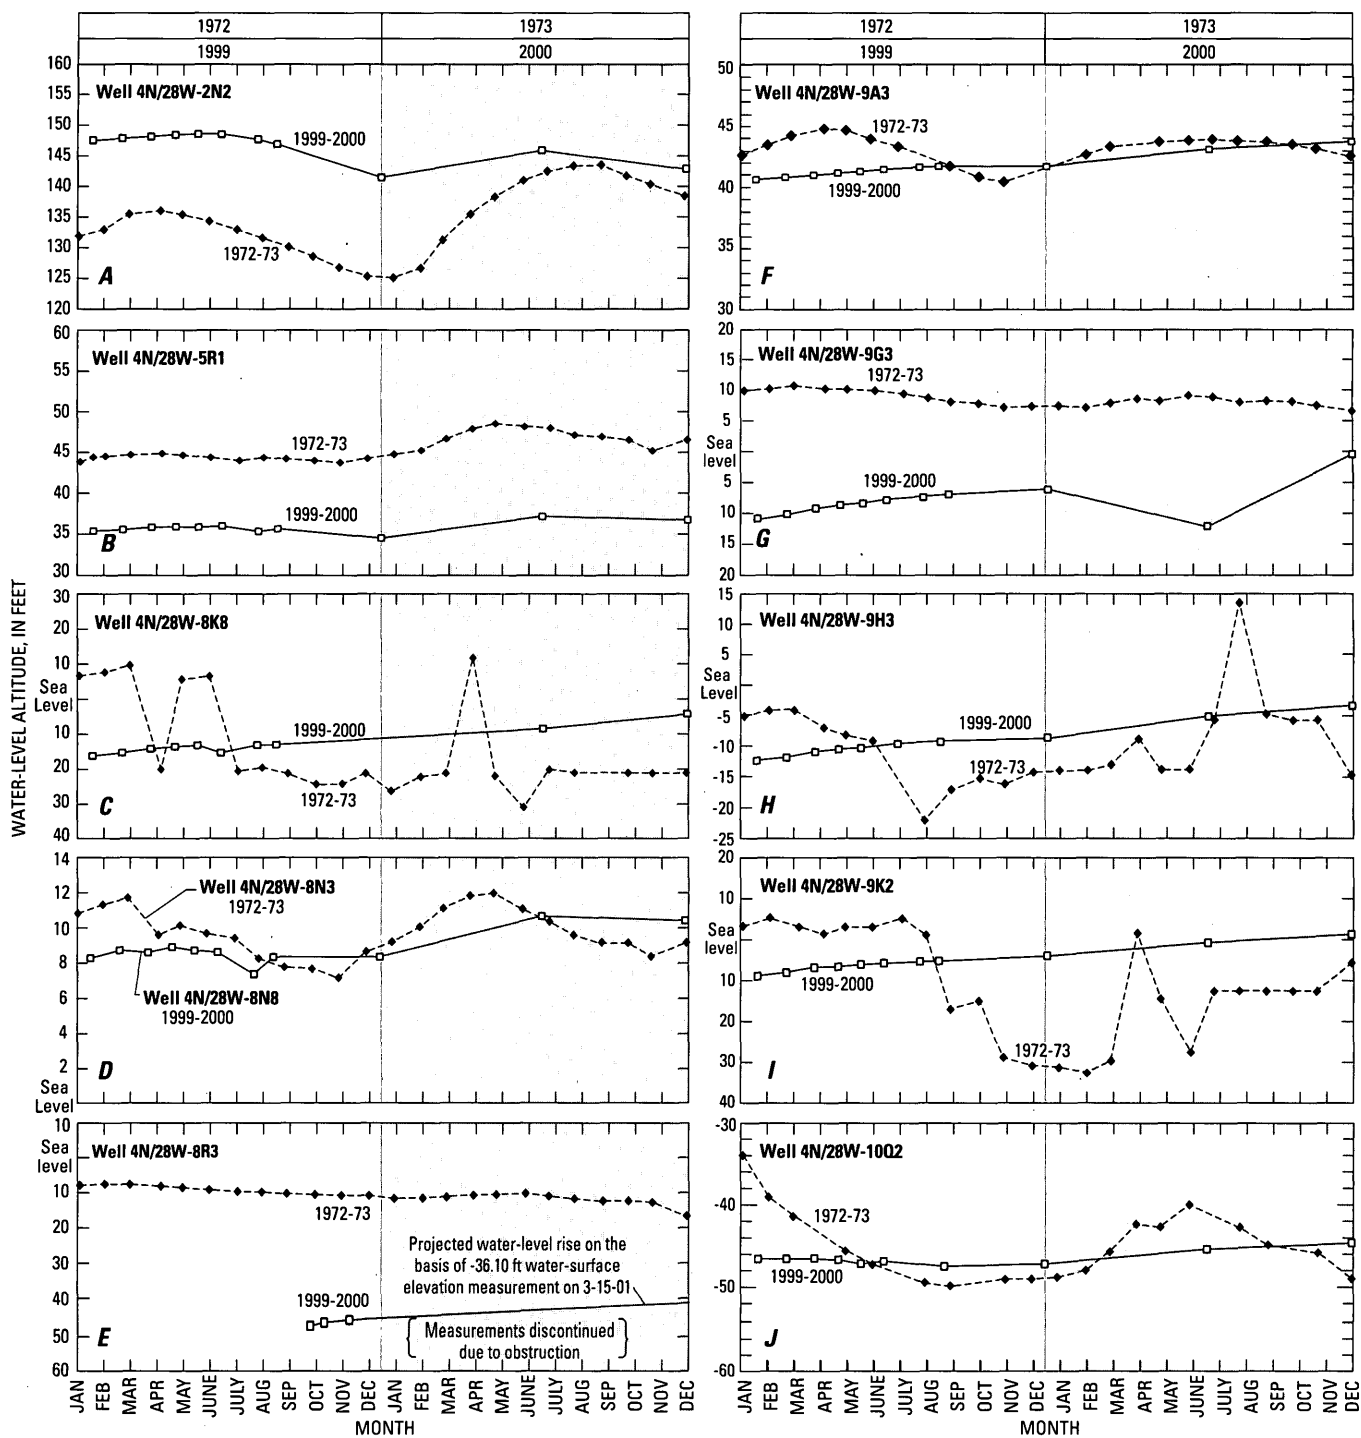 WATER-LEVEL ALTITUDE, IN FEET
1972
1973
1999
2000
160
155
150
145
140
135
130
125
120
Well 4N/28W-2N2
1999-2000
1972-73
A
60
55
50
45
40
35
30
Well 4N/28W-5R1
1972-73
1999-2000
B
30
20
10
Sea
Level
10
20
30
40
Well 4N/28W-8K8
1999-2000
1972-73
C
14
12
10
8
6
4
2
Sea
Level
Well 4N/28W-8N3
1972-73
Well 4N/28W-8N8
1999-2000
D
10
Sea
level
10
20
30
40
50
60
Well 4N/28W-8R3
1972-73
Projected water-level rise on the
basis of -36.10 ft water-surface
elevation measurement on 3-15-01
1999-2000
Measurements discontinued
due to obstruction
E
JAN FEB MAR APR MAY JUNE JULY AUG SEP OCT NOV DEC JAN FEB MAR APR MAY JUNE JULY AUG SEP OCT NOV DEC
MONTH
1972
1973
1999
2000
50
45
40
35
30
Well 4N/28W-9A3
1972-73
1999-2000
F
20
15
10
5
Sea
level
5
10
15
20
Well 4N/28W-9G3
1972-73
1999-2000
G
15
10
5
Sea
Level
-5
-10
-15
-20
-25
Well 4N/28W-9H3
1999-2000
1972-73
H
20
10
Sea
level
10
20
30
40
Well 4N/28W-9K2
1999-2000
1972-73
I
-30
-40
-50
-60
Well 4N/28W-10Q2
1972-73
1999-2000
J
JAN FEB MAR APR MAY JUNE JULY AUG SEP OCT NOV DEC JAN FEB MAR APR MAY JUNE JULY AUG SEP OCT NOV DEC
MONTH